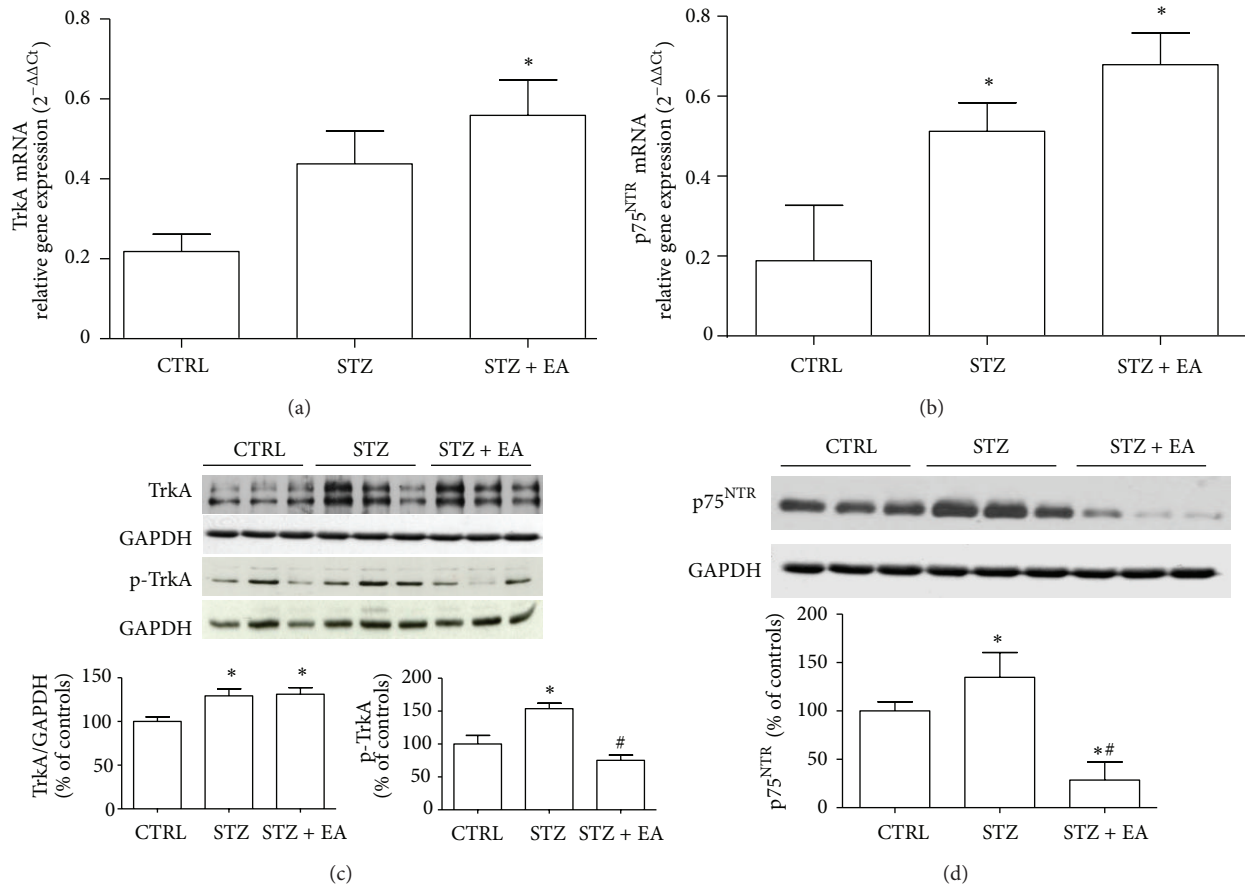 TrkA mRNA
relative gene expression (2^−ΔΔCt)
0.8
0.6
0.4
0.2
0
*
CTRL
STZ
STZ + EA
(a)
p75^NTR mRNA
relative gene expression (2^−ΔΔCt)
0.8
0.6
0.4
0.2
0
*
*
CTRL
STZ
STZ + EA
(b)
CTRL
STZ
STZ + EA
TrkA
GAPDH
p-TrkA
GAPDH
TrkA/GAPDH
(% of controls)
150
100
50
0
*
*
CTRL
STZ
STZ + EA
p-TrkA
(% of controls)
200
150
100
50
0
*
#
CTRL
STZ
STZ + EA
(c)
CTRL
STZ
STZ + EA
p75^NTR
GAPDH
p75^NTR (% of controls)
200
150
100
50
0
*
*#
CTRL
STZ
STZ + EA
(d)